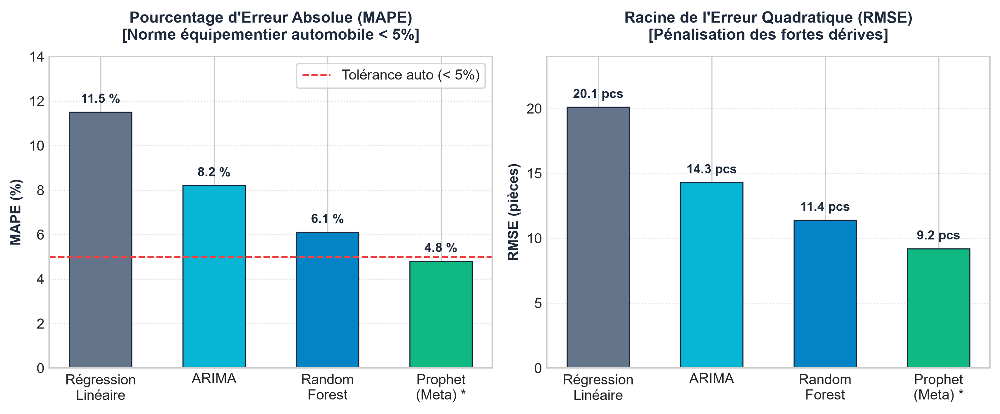 Pourcentage d'Erreur Absolue (MAPE)
[Norme équipementier automobile < 5%]
MAPE (%)
14
12
10
8
6
4
2
0
Tolérance auto (< 5%)
11.5 %
8.2 %
6.1 %
4.8 %
Régression
Linéaire
ARIMA
Random
Forest
Prophet
(Meta) *
Racine de l'Erreur Quadratique (RMSE)
[Pénalisation des fortes dérives]
RMSE (pièces)
20
15
10
5
0
20.1 pcs
14.3 pcs
11.4 pcs
9.2 pcs
Régression
Linéaire
ARIMA
Random
Forest
Prophet
(Meta) *